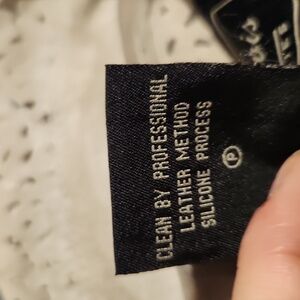 CLEAN BY PROFESSIONAL
LEATHER METHOD
SILICONE PROCESS
Ⓟ